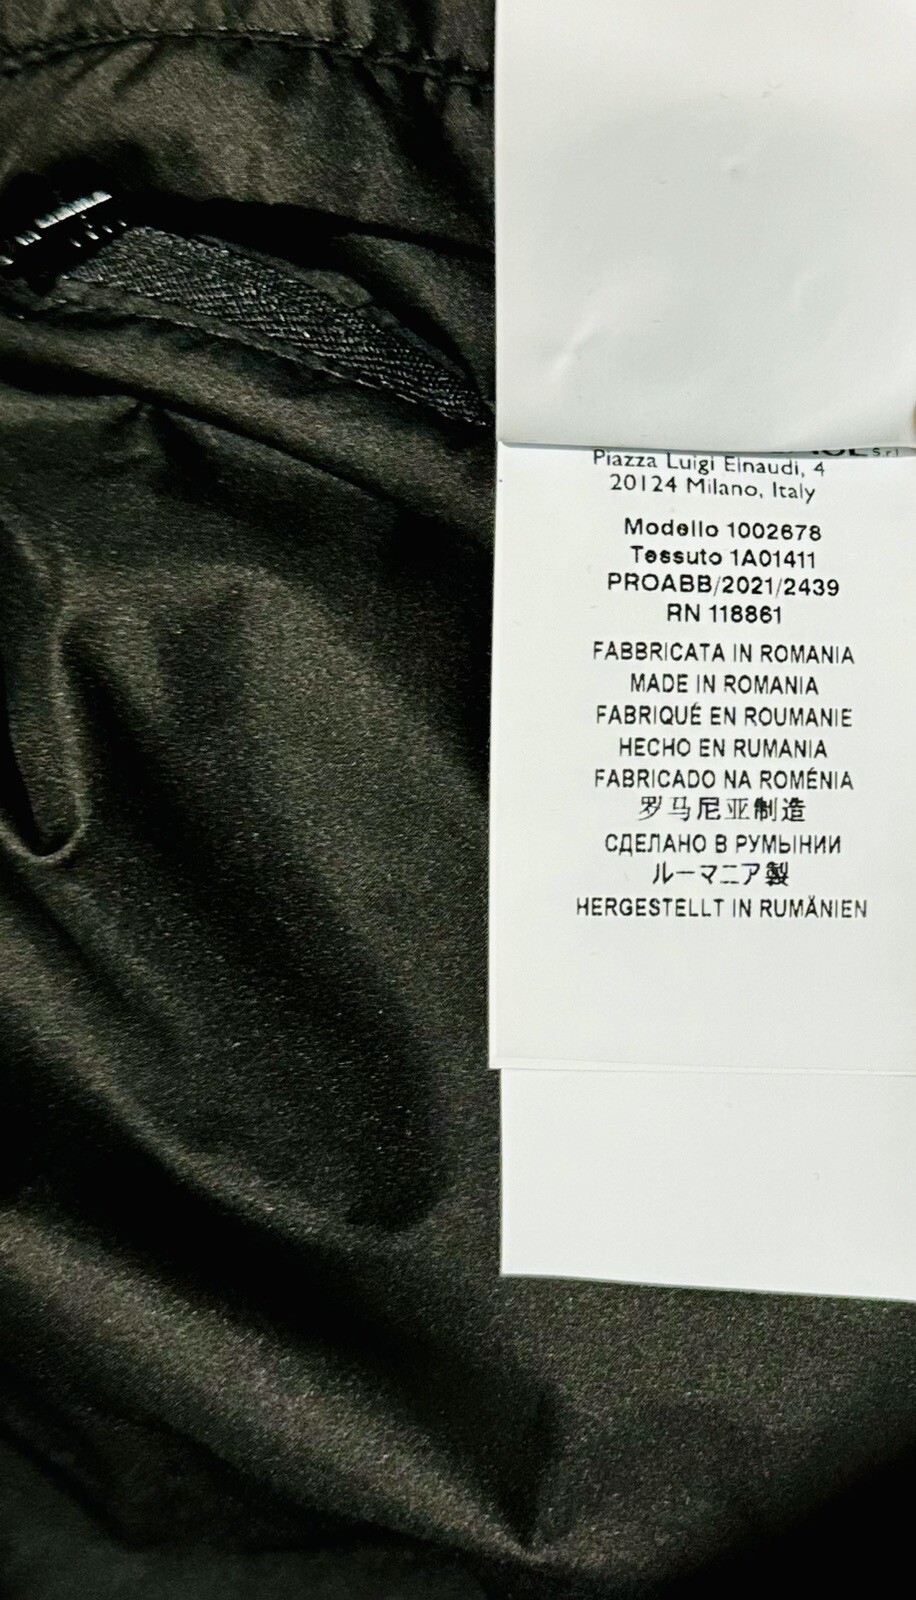 Srl
Piazza Luigi Einaudi, 4
20124 Milano, Italy
Modello 1002678
Tessuto 1A01411
PROABB/2021/2439
RN 118861
FABBRICATA IN ROMANIA
MADE IN ROMANIA
FABRIQUÉ EN ROUMANIE
HECHO EN RUMANIA
FABRICADO NA ROMÉNIA
罗马尼亚制造
СДЕЛАНО В РУМЫНИИ
ルーマニア製
HERGESTELLT IN RUMÄNIEN